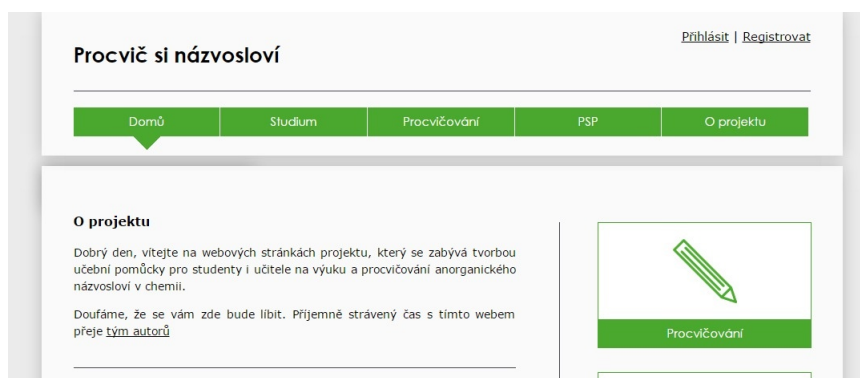 Přihlásit | Registrovat
Procvič si názvosloví
Domů Studium Procvičování PSP O projektu
O projektu
Dobrý den, vítejte na webových stránkách projektu, který se zabývá tvorbou
učební pomůcky pro studenty i učitele na výuku a procvičování anorganického
názvosloví v chemii.
Doufáme, že se vám zde bude líbit. Příjemně strávený čas s tímto webem
přeje tým autorů
Procvičování